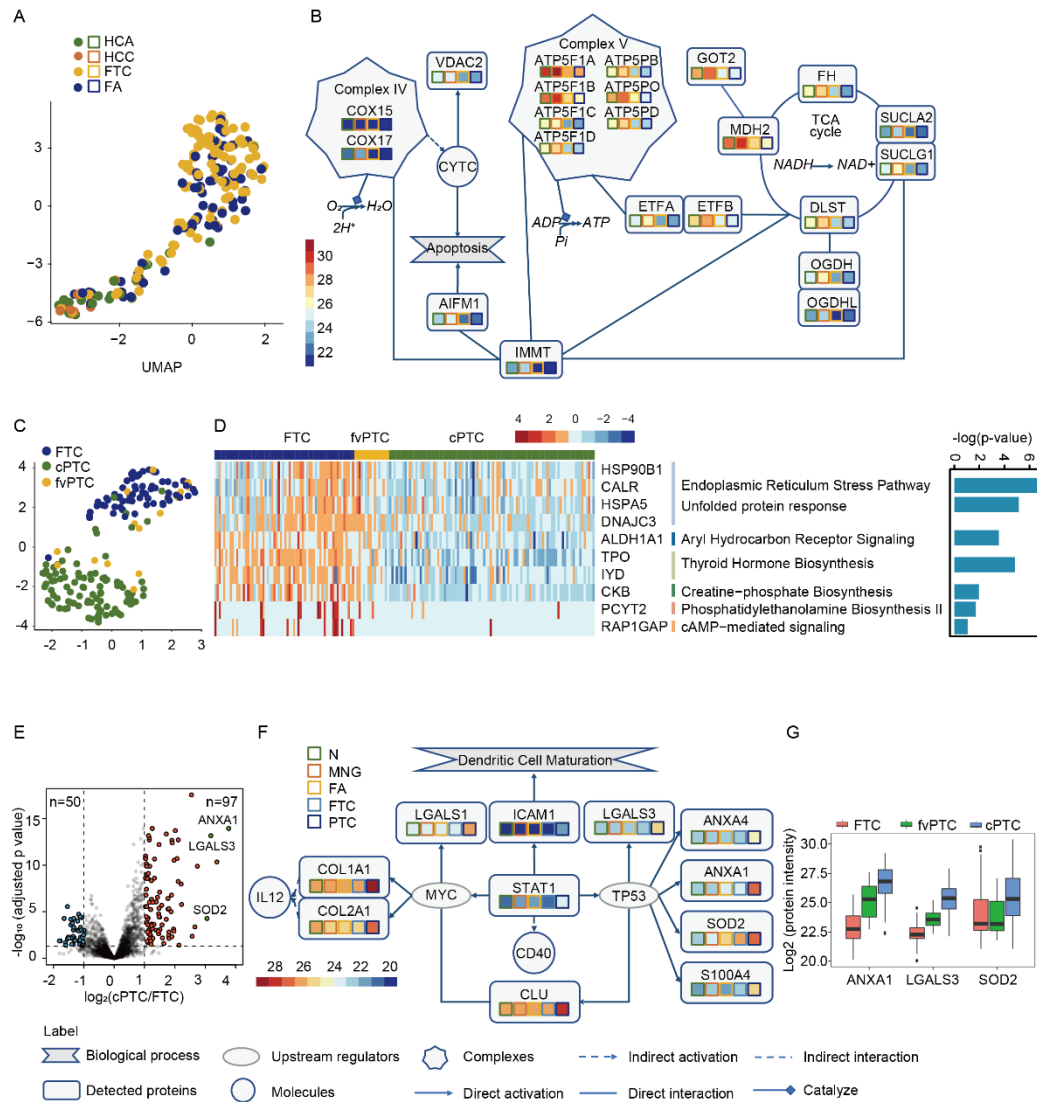 A
HCA
HCC
FTC
FA
3
0
−3
−6
−2
0
2
UMAP
B
Complex IV
COX15
COX17
O₂
H₂O
2H⁺
VDAC2
CYTC
Apoptosis
AIFM1
Complex V
ATP5F1A
ATP5PB
ATP5F1B
ATP5PO
ATP5F1C
ATP5PD
ATP5F1D
ADP
ATP
Pi
ETFA
ETFB
GOT2
MDH2
FH
TCA
cycle
NADH
NAD+
SUCLA2
SUCLG1
DLST
OGDH
OGDHL
IMMT
30
28
26
24
22
C
FTC
cPTC
fvPTC
4
2
0
−2
−4
−2
−1
0
1
2
3
D
4
2
0
−2
−4
FTC
fvPTC
cPTC
HSP90B1
CALR
HSPA5
DNAJC3
ALDH1A1
TPO
IYD
CKB
PCYT2
RAP1GAP
Endoplasmic Reticulum Stress Pathway
Unfolded protein response
Aryl Hydrocarbon Receptor Signaling
Thyroid Hormone Biosynthesis
Creatine−phosphate Biosynthesis
Phosphatidylethanolamine Biosynthesis II
cAMP−mediated signaling
-log(p-value)
0
2
4
6
E
n=50
n=97
ANXA1
LGALS3
SOD2
15
10
5
0
−2
0
2
4
-log₁₀ (adjusted p value)
log₂(cPTC/FTC)
F
N
MNG
FA
FTC
PTC
Dendritic Cell Maturation
LGALS1
ICAM1
LGALS3
ANXA4
COL1A1
IL12
COL2A1
MYC
STAT1
TP53
ANXA1
CD40
SOD2
CLU
S100A4
28
26
24
22
20
G
FTC
fvPTC
cPTC
Log2 (protein intensity)
30.0
27.5
25.0
22.5
20.0
ANXA1
LGALS3
SOD2
Label
Biological process
Upstream regulators
Complexes
Indirect activation
Indirect interaction
Detected proteins
Molecules
Direct activation
Direct interaction
Catalyze